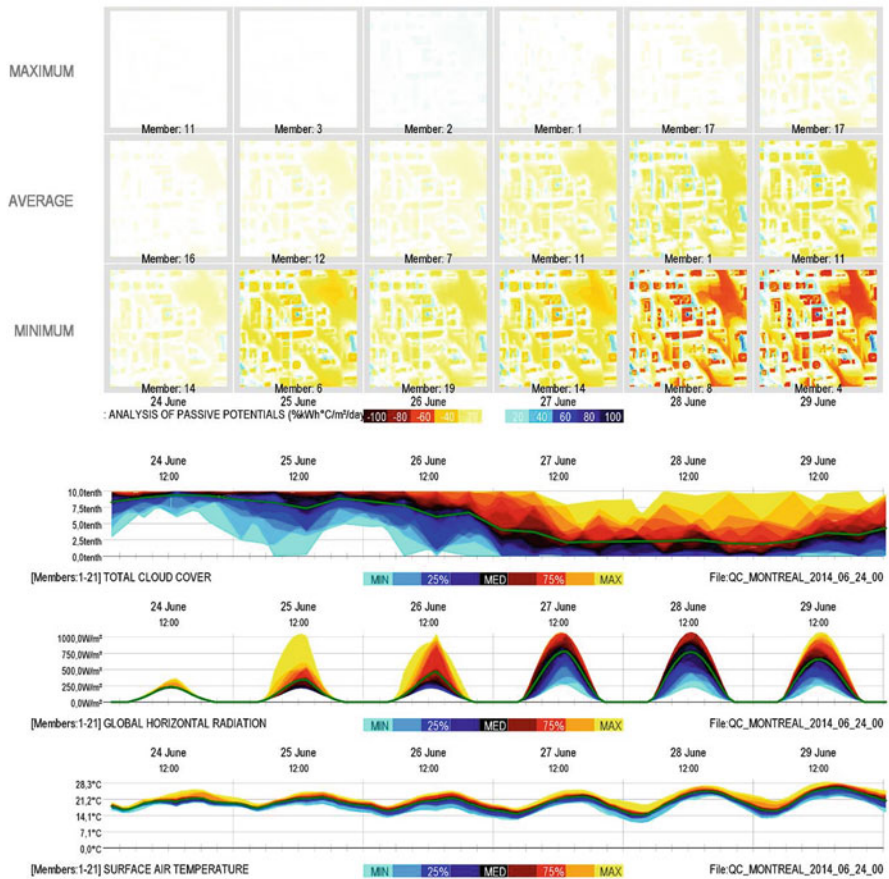 MAXIMUM
Member: 11 Member: 3 Member: 2 Member: 1 Member: 17 Member: 17
AVERAGE
Member: 16 Member: 12 Member: 7 Member: 11 Member: 1 Member: 11
MINIMUM
Member: 14 Member: 6 Member: 19 Member: 14 Member: 8 Member: 4
24 June 25 June 26 June 27 June 28 June 29 June
: ANALYSIS OF PASSIVE POTENTIALS -100 -80 -60 -40 20 40 60 80 100
24 June 25 June 26 June 27 June 28 June 29 June
12:00 12:00 12:00 12:00 12:00 12:00
10,0tenth
7,5tenth
5,0tenth
2,5tenth
0,0tenth
[Members:1-21] TOTAL CLOUD COVER MIN 25% MED 75% MAX File:QC_MONTREAL_2014_06_24_00
24 June 25 June 26 June 27 June 28 June 29 June
12:00 12:00 12:00 12:00 12:00 12:00
1000,0W/m²
750,0W/m²
500,0W/m²
250,0W/m²
0,0W/m²
[Members:1-21] GLOBAL HORIZONTAL RADIATION MIN 25% MED 75% MAX File:QC_MONTREAL_2014_06_24_00
24 June 25 June 26 June 27 June 28 June 29 June
12:00 12:00 12:00 12:00 12:00 12:00
28,3°C
21,2°C
14,1°C
7,1°C
0,0°C
[Members:1-21] SURFACE AIR TEMPERATURE MIN 25% MED 75% MAX File:QC_MONTREAL_2014_06_24_00